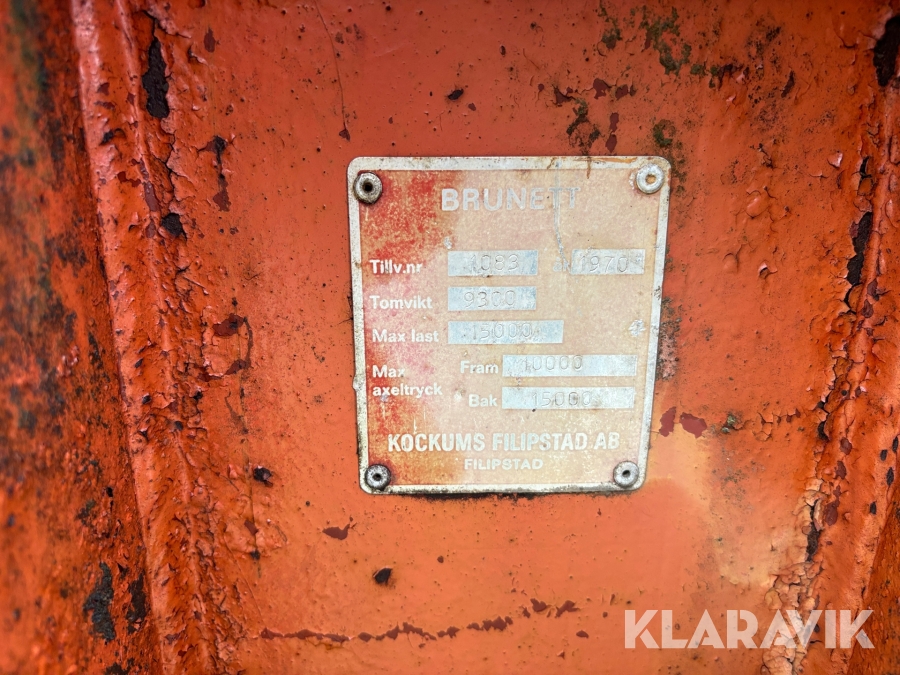 BRUNETT
Tillv.nr 1083 år 1970
Tomvikt 9300
Max last 15000
Max axeltryck
Fram 10000
Bak 15000
KOCKUMS FILIPSTAD AB
FILIPSTAD
KLARAVIK